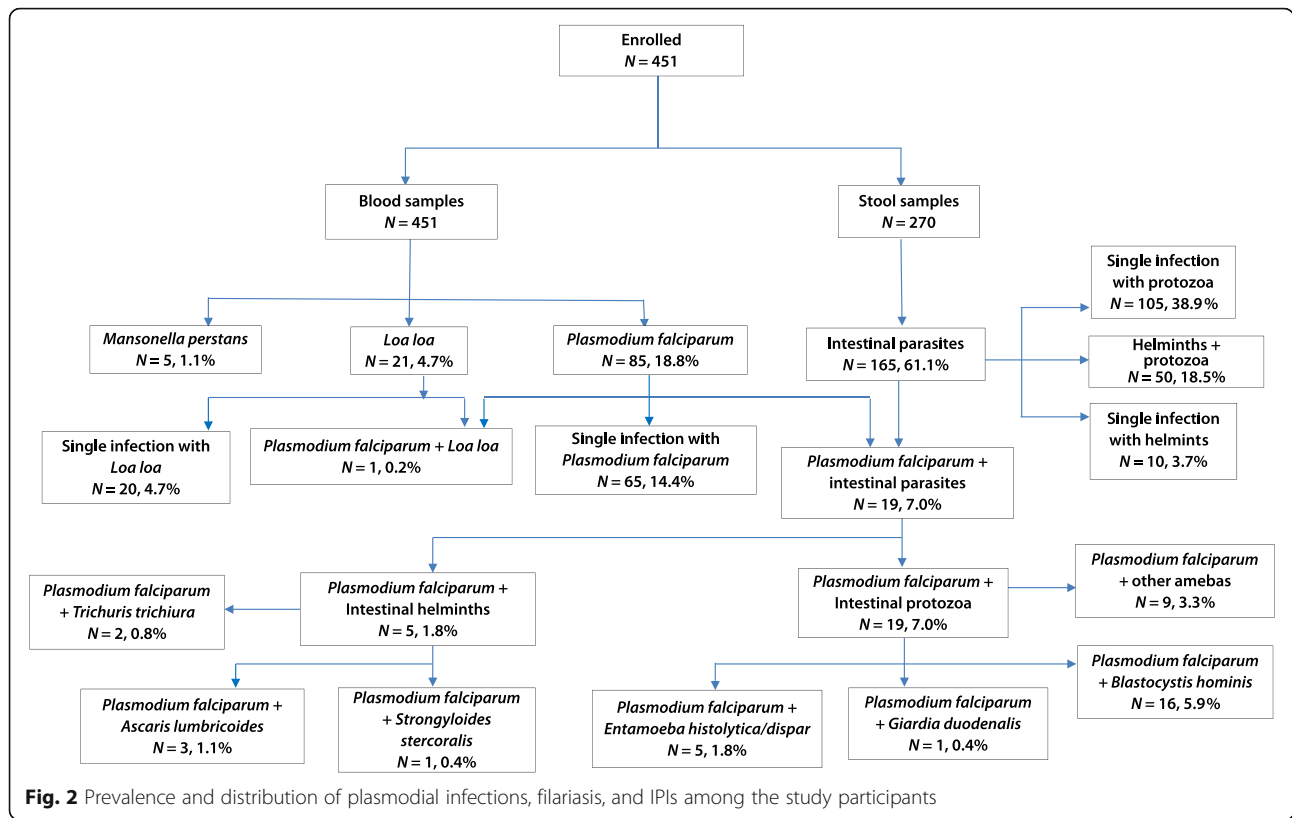 Enrolled
N = 451
Blood samples
N = 451
Stool samples
N = 270
Single infection
with protozoa
N = 105, 38.9%
Mansonella perstans
N = 5, 1.1%
Loa loa
N = 21, 4.7%
Plasmodium falciparum
N = 85, 18.8%
Intestinal parasites
N = 165, 61.1%
Helminths +
protozoa
N = 50, 18.5%
Single infection
with helmints
N = 10, 3.7%
Single infection with
Loa loa
N = 20, 4.7%
Plasmodium falciparum + Loa loa
N = 1, 0.2%
Single infection with
Plasmodium falciparum
N = 65, 14.4%
Plasmodium falciparum +
intestinal parasites
N = 19, 7.0%
Plasmodium falciparum
+ Trichuris trichiura
N = 2, 0.8%
Plasmodium falciparum +
Intestinal helminths
N = 5, 1.8%
Plasmodium falciparum +
Intestinal protozoa
N = 19, 7.0%
Plasmodium falciparum
+ other amebas
N = 9, 3.3%
Plasmodium falciparum +
Ascaris lumbricoides
N = 3, 1.1%
Plasmodium falciparum
+ Strongyloides
stercoralis
N = 1, 0.4%
Plasmodium falciparum +
Entamoeba histolytica/dispar
N = 5, 1.8%
Plasmodium falciparum
+ Giardia duodenalis
N = 1, 0.4%
Plasmodium falciparum
+ Blastocystis hominis
N = 16, 5.9%
Fig. 2 Prevalence and distribution of plasmodial infections, filariasis, and IPIs among the study participants